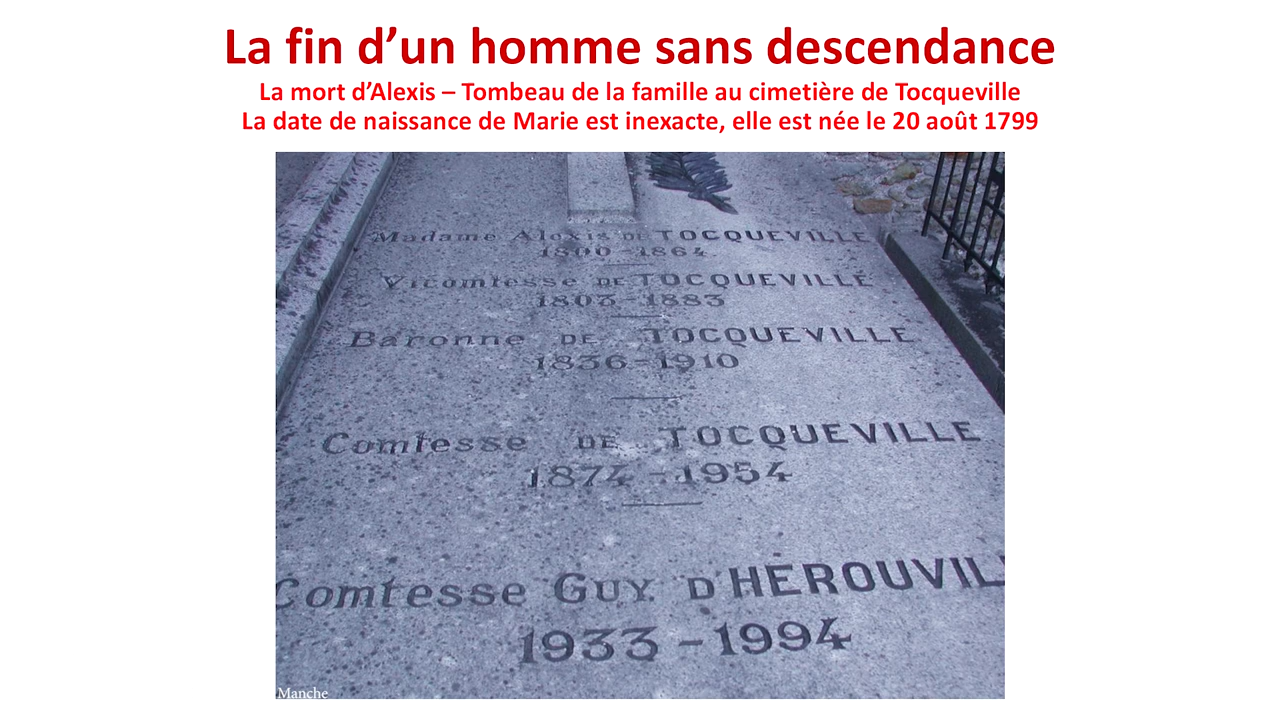 La fin d’un homme sans descendance
La mort d’Alexis – Tombeau de la famille au cimetière de Tocqueville
La date de naissance de Marie est inexacte, elle est née le 20 août 1799
Madame Alexis DE TOCQUEVILLE
1800-1864
Vicomtesse DE TOCQUEVILLE
1803-1883
Baronne DE TOCQUEVILLE
1836-1910
Comtesse DE TOCQUEVILLE
1874-1954
Comtesse GUY D'HEROUVIL
1933-1994
Manche